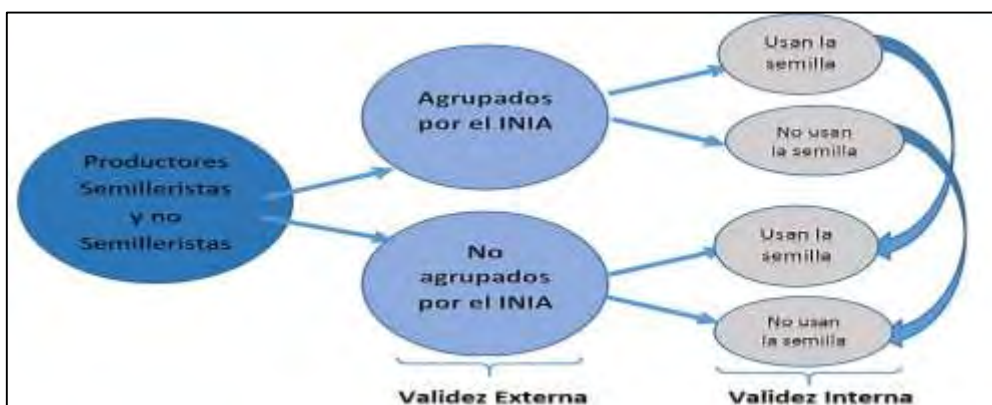 Productores
Semilleristas
y no
Semilleristas
Agrupados
por el INIA
No
agrupados
por el INIA
Usan la
semilla
No usan
la semilla
Usan la
semilla
No usan
la semilla
Validez Externa
Validez Interna